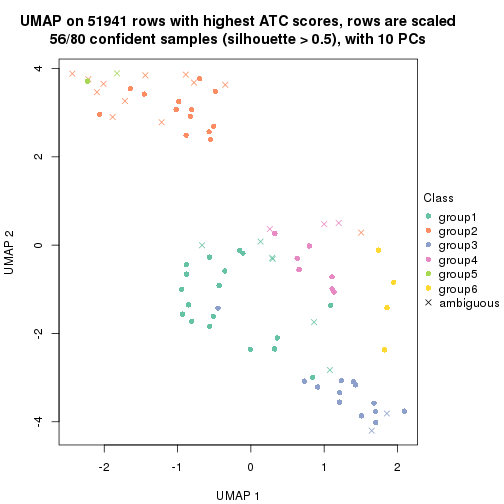 UMAP on 51941 rows with highest ATC scores, rows are scaled
56/80 confident samples (silhouette > 0.5), with 10 PCs
4
2
0
-2
-4
UMAP 2
-2
-1
0
1
2
UMAP 1
Class
group1
group2
group3
group4
group5
group6
ambiguous